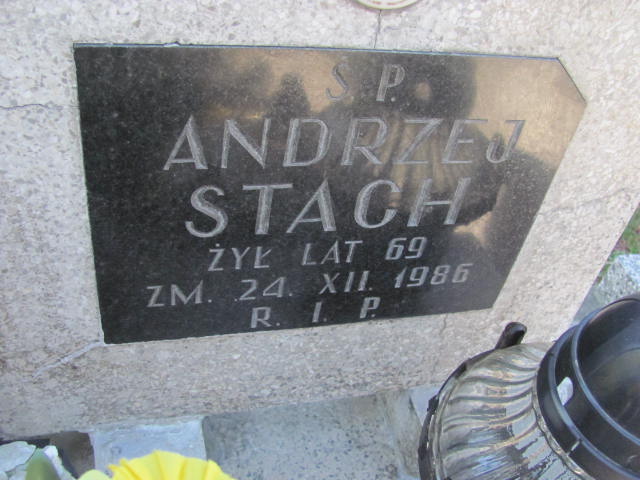 Ś. P.
ANDRZEJ
STACH
ŻYŁ LAT 69
ZM. 24. XII. 1986
R. I. P.